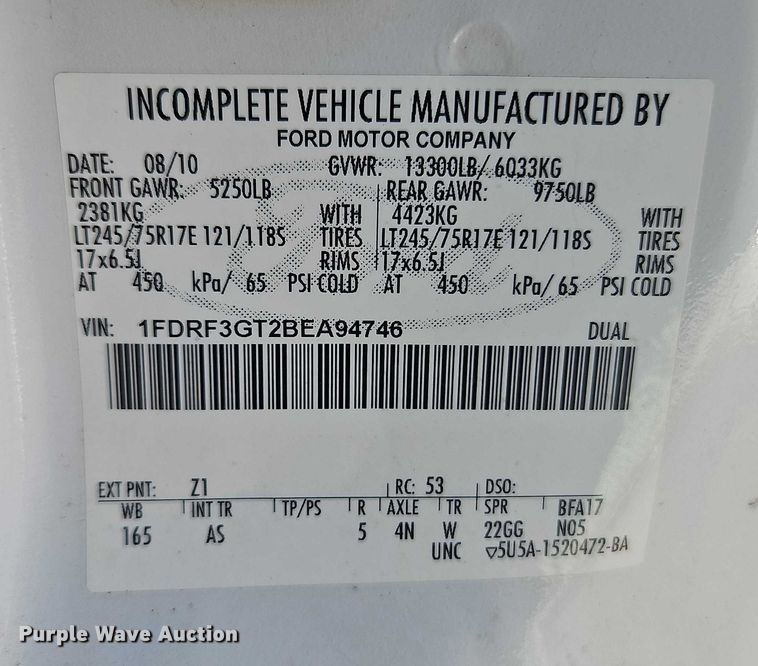 INCOMPLETE VEHICLE MANUFACTURED BY
FORD MOTOR COMPANY
DATE: 08/10 GVWR: 13300LB/ 6033KG
FRONT GAWR: 5250LB REAR GAWR: 9750LB
2381KG WITH 4423KG WITH
LT245/75R17E 121/118S TIRES LT245/75R17E 121/118S TIRES
17x6.5J RIMS 17x6.5J RIMS
AT 450 kPa/ 65 PSI COLD AT 450 kPa/ 65 PSI COLD
VIN: 1FDRF3GT2BEA94746 DUAL
EXT PNT: Z1 RC: 53 DSO:
WB INT TR TP/PS R AXLE TR SPR BFA17
165 AS 5 4N W 22GG N05
UNC ▽5U5A-1520472-BA
Purple Wave Auction